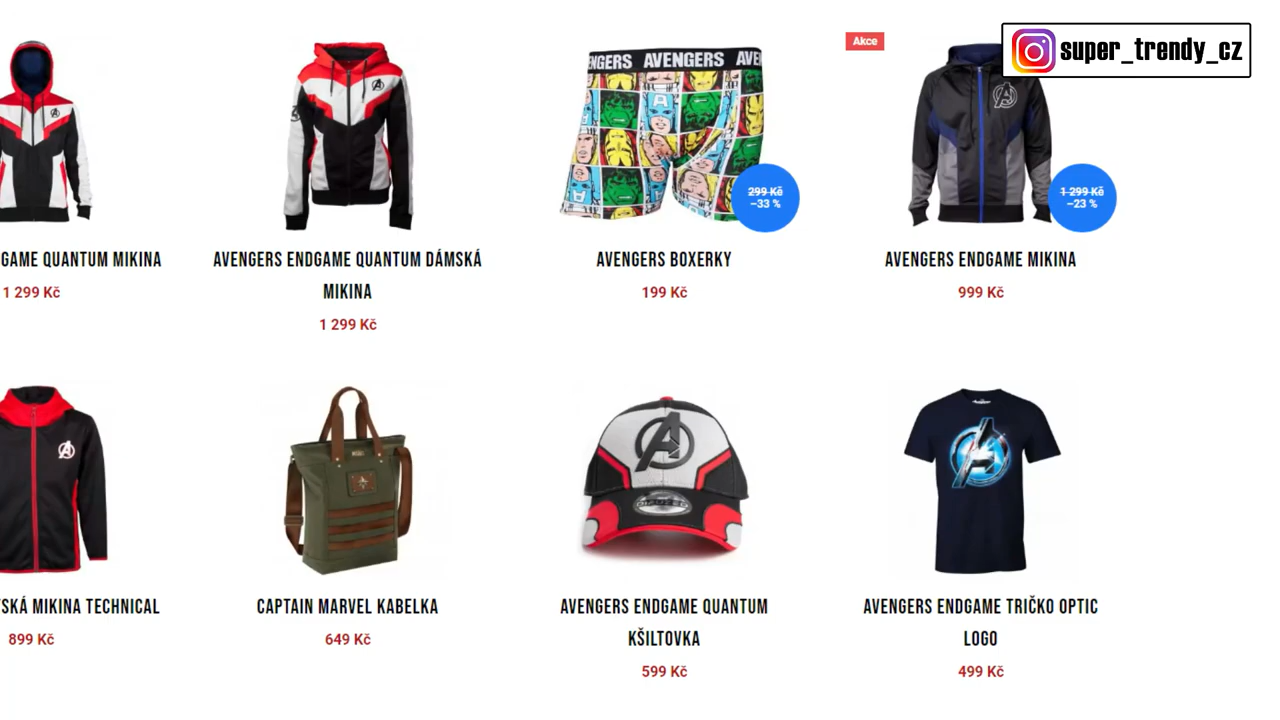 Akce
super_trendy_cz
NGERS AVENGERS AVE
299 Kč
–33 %
1 299 Kč
–23 %
GAME QUANTUM MIKINA
1 299 Kč
AVENGERS ENDGAME QUANTUM DÁMSKÁ
MIKINA
1 299 Kč
AVENGERS BOXERKY
199 Kč
AVENGERS ENDGAME MIKINA
999 Kč
SKÁ MIKINA TECHNICAL
899 Kč
CAPTAIN MARVEL KABELKA
649 Kč
AVENGERS ENDGAME QUANTUM
KŠILTOVKA
599 Kč
AVENGERS ENDGAME TRIČKO OPTIC
LOGO
499 Kč